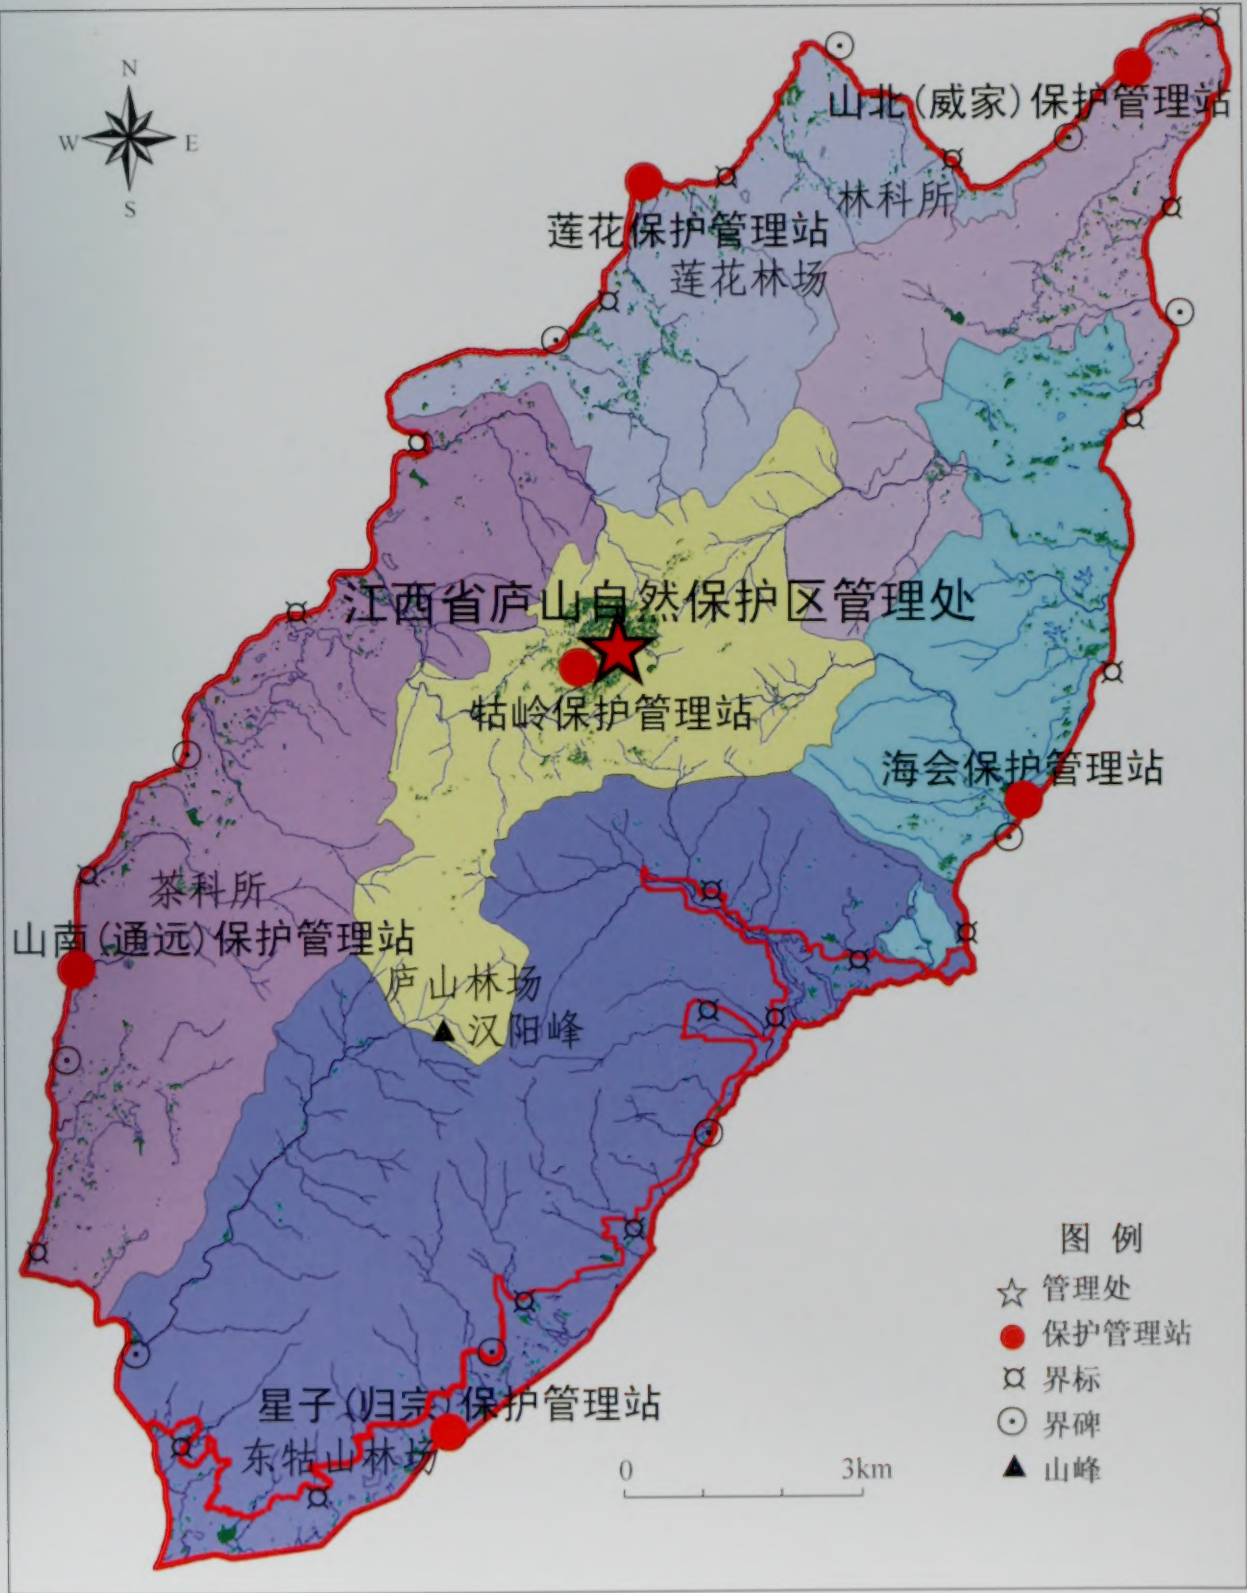 N
W E
S
山北(威家)保护管理站
林科所
莲花保护管理站
莲花林场
江西省庐山自然保护区管理处
牯岭保护管理站
海会保护管理站
茶科所
山南(通远)保护管理站
庐山林场
汉阳峰
星子(归宗)保护管理站
东牯山林场
0 3km
图 例
管理处
保护管理站
界标
界碑
山峰